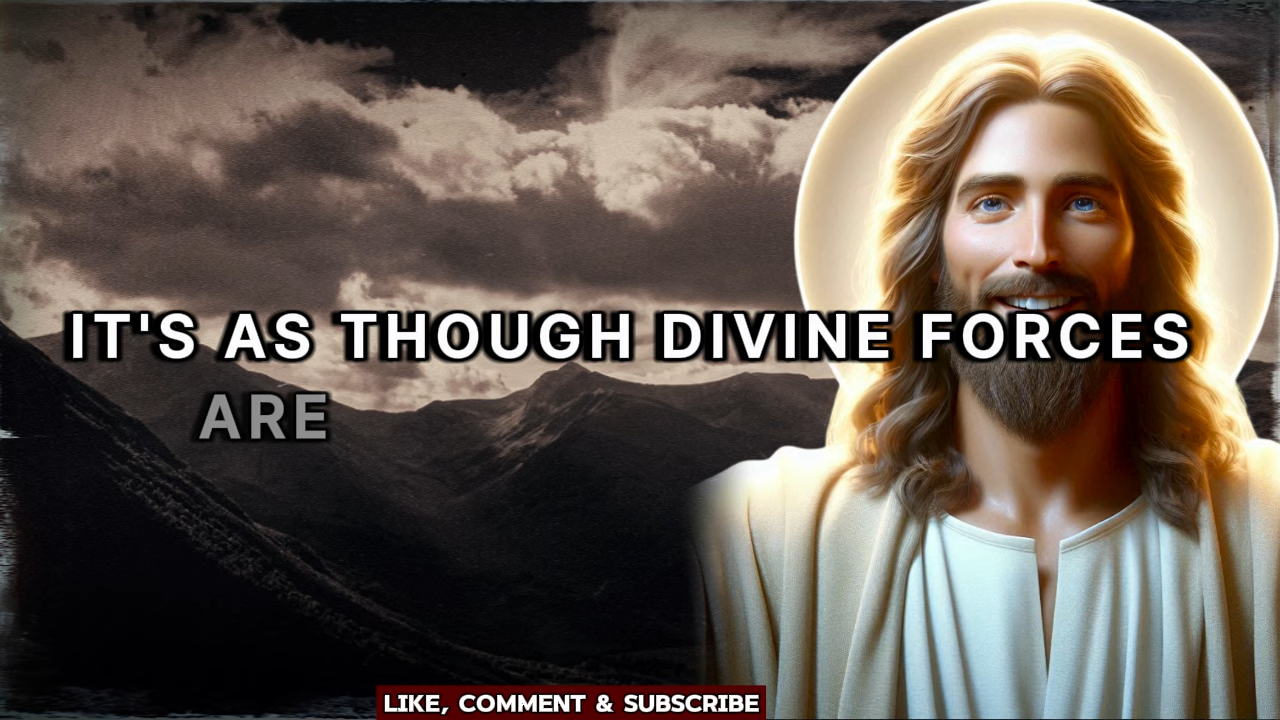 IT'S AS THOUGH DIVINE FORCES
ARE
LIKE, COMMENT & SUBSCRIBE